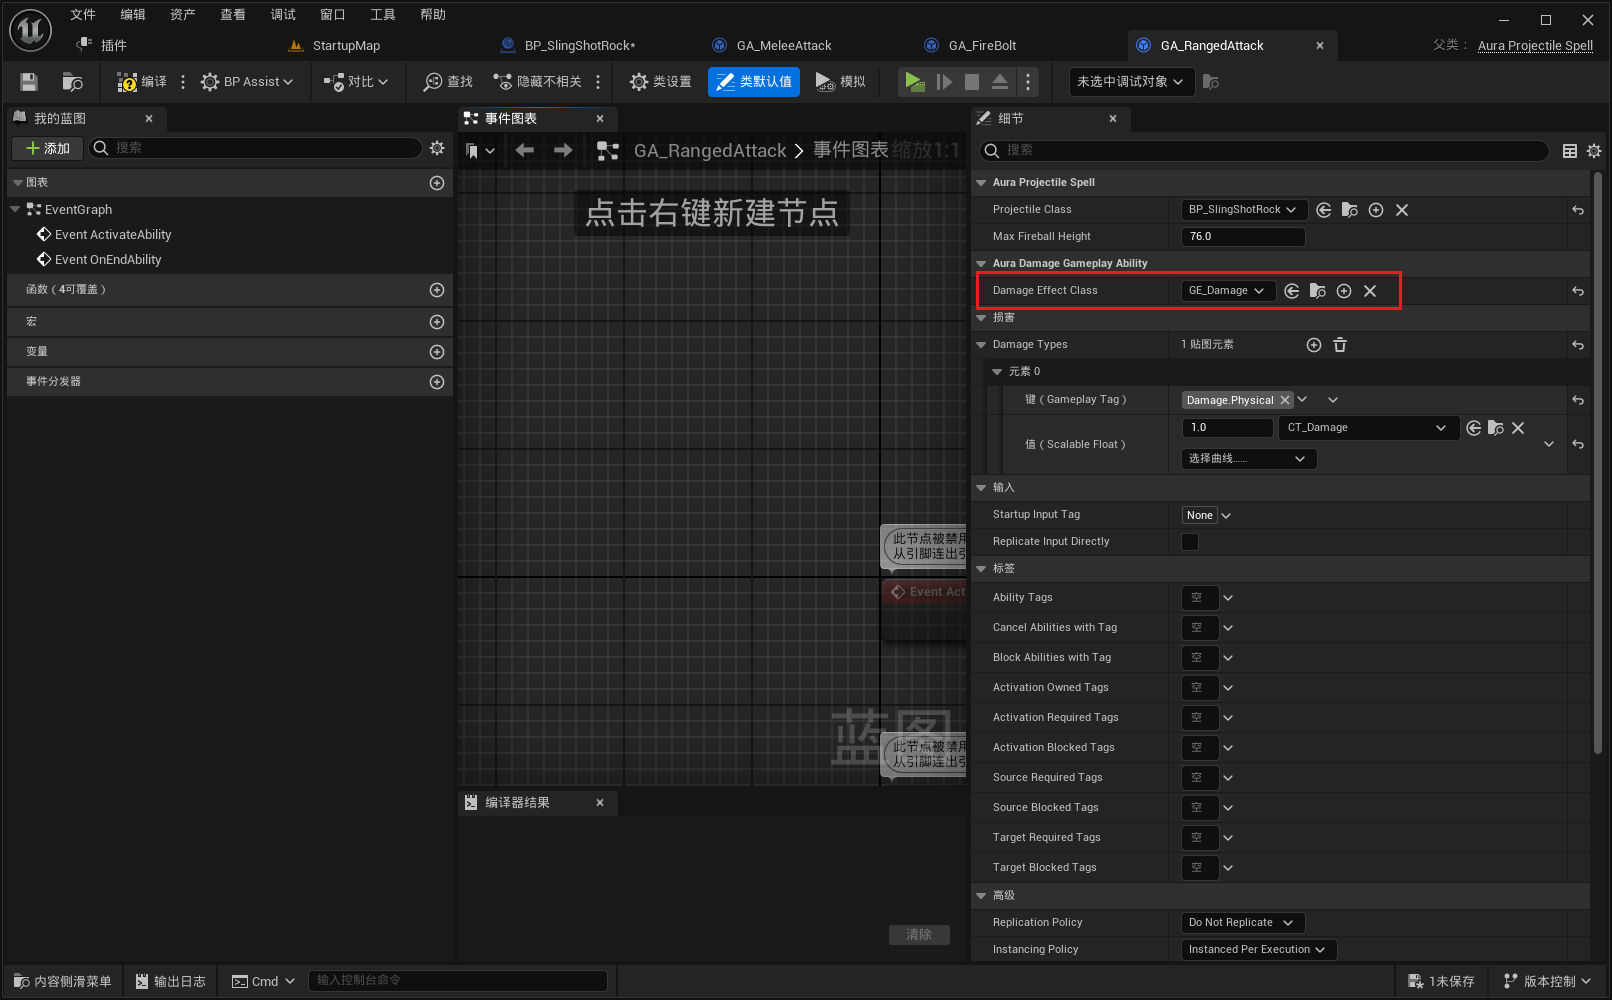 文件 编辑 资产 查看 调试 窗口 工具 帮助
插件 StartupMap BP_SlingShotRock* GA_MeleeAttack GA_FireBolt GA_RangedAttack 父类： Aura Projectile Spell
编译 BP Assist 对比 查找 隐藏不相关 类设置 类默认值 模拟 未选中调试对象
我的蓝图
添加 搜索
图表
EventGraph
Event ActivateAbility
Event OnEndAbility
函数（4可覆盖）
宏
变量
事件分发器
事件图表
GA_RangedAttack 事件图表 缩放1:1
点击右键新建节点
此节点被禁用
从引脚连出引
Event Act
蓝图
此节点被禁用
从引脚连出引
编译器结果
清除
细节
搜索
Aura Projectile Spell
Projectile Class BP_SlingShotRock
Max Fireball Height 76.0
Aura Damage Gameplay Ability
Damage Effect Class GE_Damage
损害
Damage Types 1 贴图元素
元素 0
键（Gameplay Tag） Damage.Physical
值（Scalable Float） 1.0 CT_Damage
选择曲线......
输入
Startup Input Tag None
Replicate Input Directly
标签
Ability Tags 空
Cancel Abilities with Tag 空
Block Abilities with Tag 空
Activation Owned Tags 空
Activation Required Tags 空
Activation Blocked Tags 空
Source Required Tags 空
Source Blocked Tags 空
Target Required Tags 空
Target Blocked Tags 空
高级
Replication Policy Do Not Replicate
Instancing Policy Instanced Per Execution
内容侧滑菜单 输出日志 Cmd 输入控制台命令 1未保存 版本控制